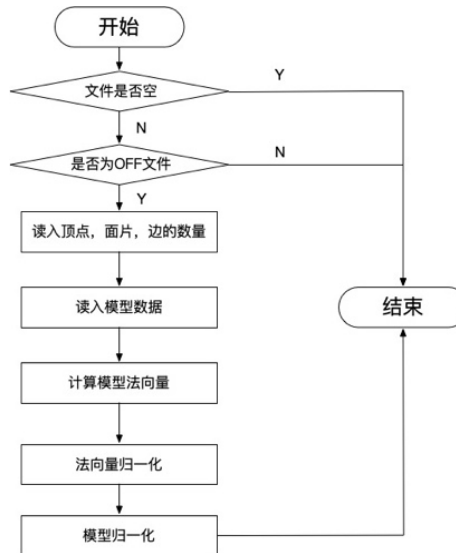 开始
文件是否空
Y
N
是否为OFF文件
N
Y
读入顶点，面片，边的数量
读入模型数据
结束
计算模型法向量
法向量归一化
模型归一化